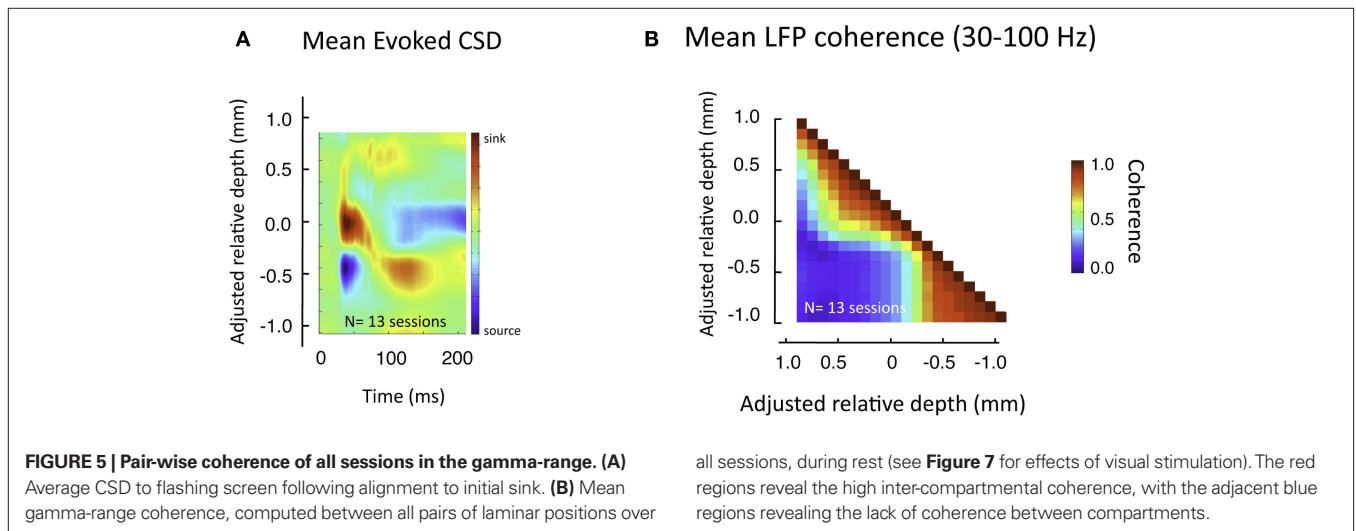 A Mean Evoked CSD
Adjusted relative depth (mm)
1.0
0.5
0.0
-0.5
-1.0
N= 13 sessions
sink
source
0 100 200
Time (ms)
B Mean LFP coherence (30-100 Hz)
Adjusted relative depth (mm)
1.0
0.5
0.0
-0.5
-1.0
N= 13 sessions
1.0 0.5 0 -0.5 -1.0
Adjusted relative depth (mm)
1.0
0.5
0.0
Coherence
FIGURE 5 | Pair-wise coherence of all sessions in the gamma-range. (A)
Average CSD to flashing screen following alignment to initial sink. (B) Mean
gamma-range coherence, computed between all pairs of laminar positions over
all sessions, during rest (see Figure 7 for effects of visual stimulation). The red
regions reveal the high inter-compartmental coherence, with the adjacent blue
regions revealing the lack of coherence between compartments.